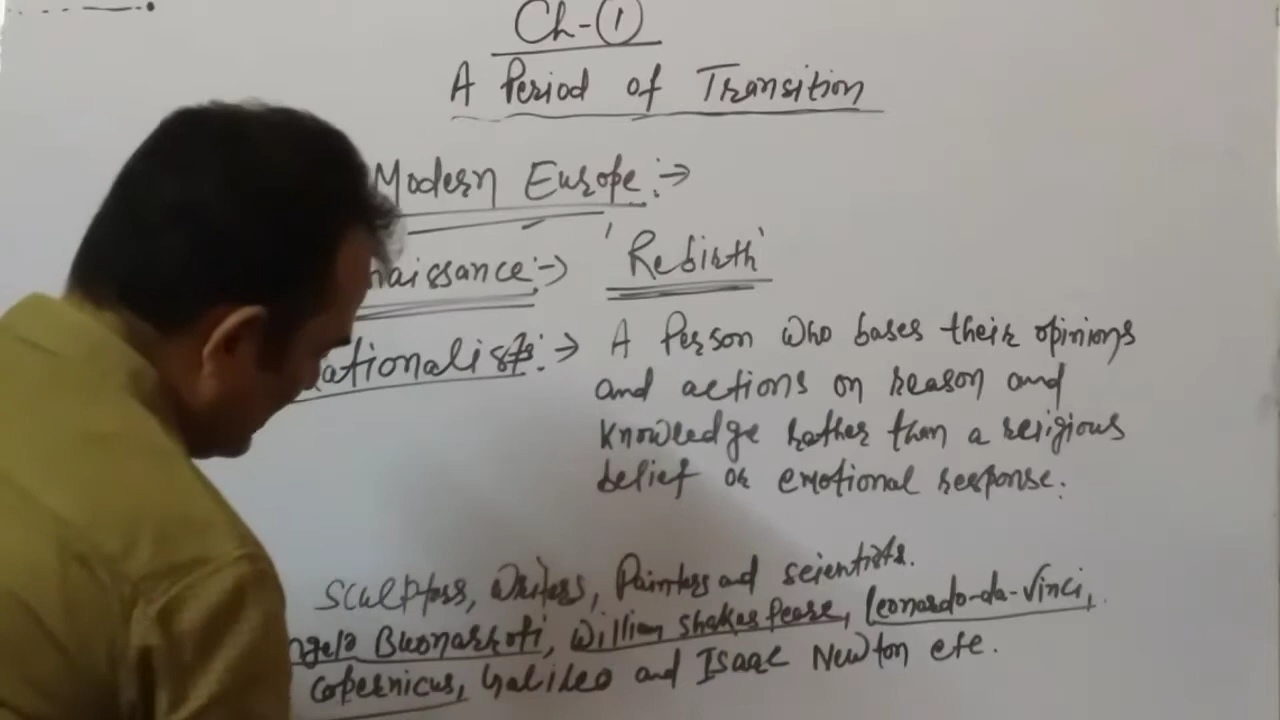 Ch-①
A Period of Transition
Modern Europe:→
naissance:-> 'Rebirth'
ationalists:→ A Person who bases their opinions
and actions on reason and
knowledge rather than a religious
belief or emotional response.
Sculptors, Writers, Painters and scientists.
ngelo Buonarroti, William Shakespeare, Leonardo-da-Vinci,
Copernicus, Galileo and Isaac Newton etc.